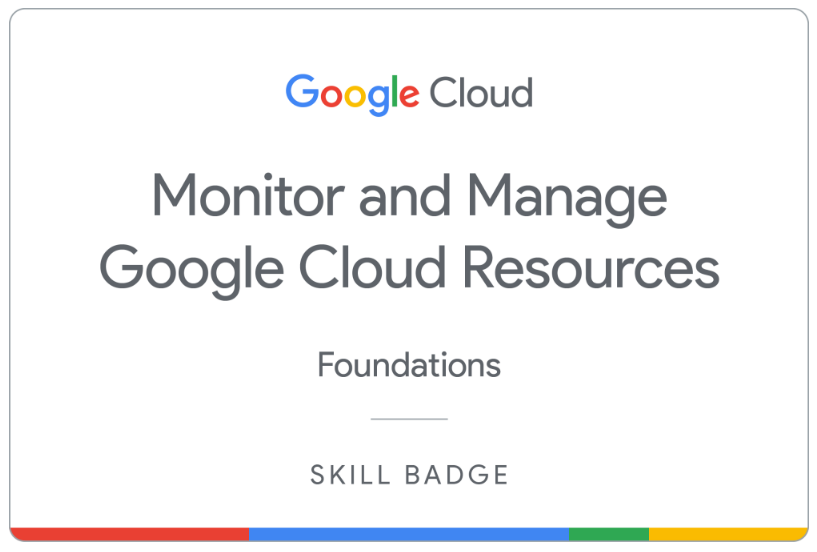 Google Cloud
Monitor and Manage
Google Cloud Resources
Foundations
SKILL BADGE